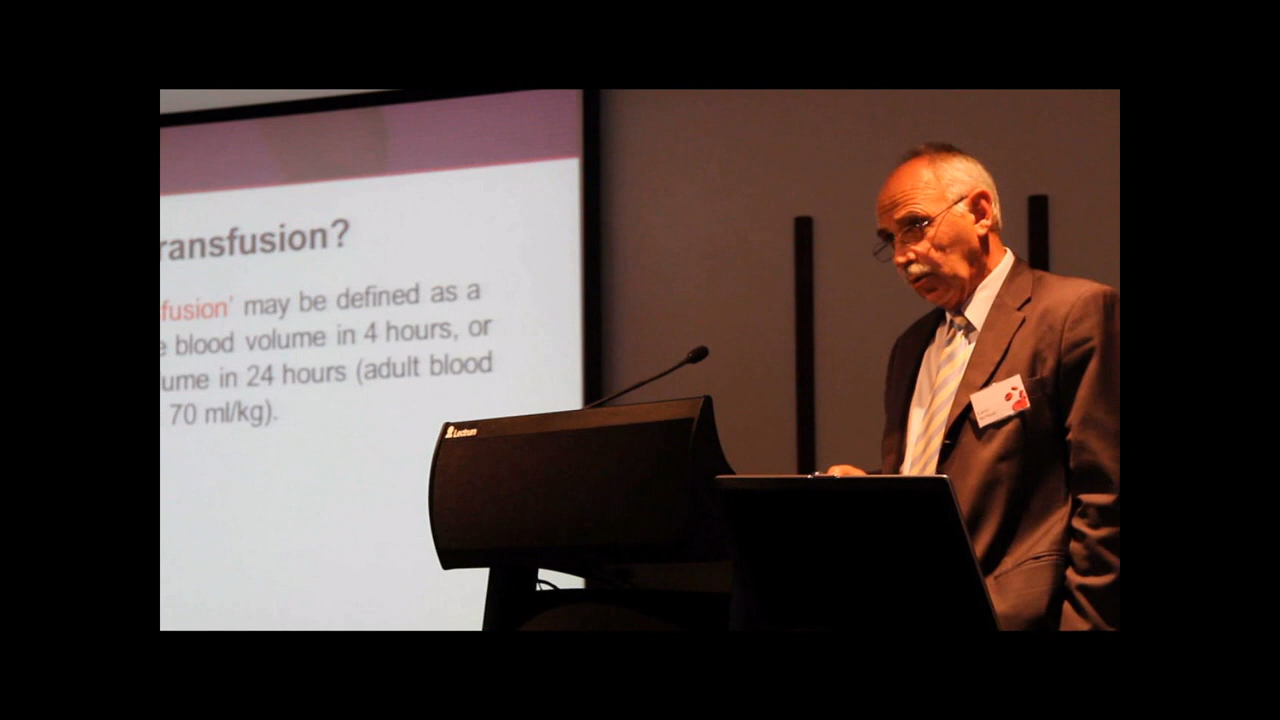 ransfusion?
fusion' may be defined as a
e blood volume in 4 hours, or
ume in 24 hours (adult blood
70 ml/kg).
Lectrum